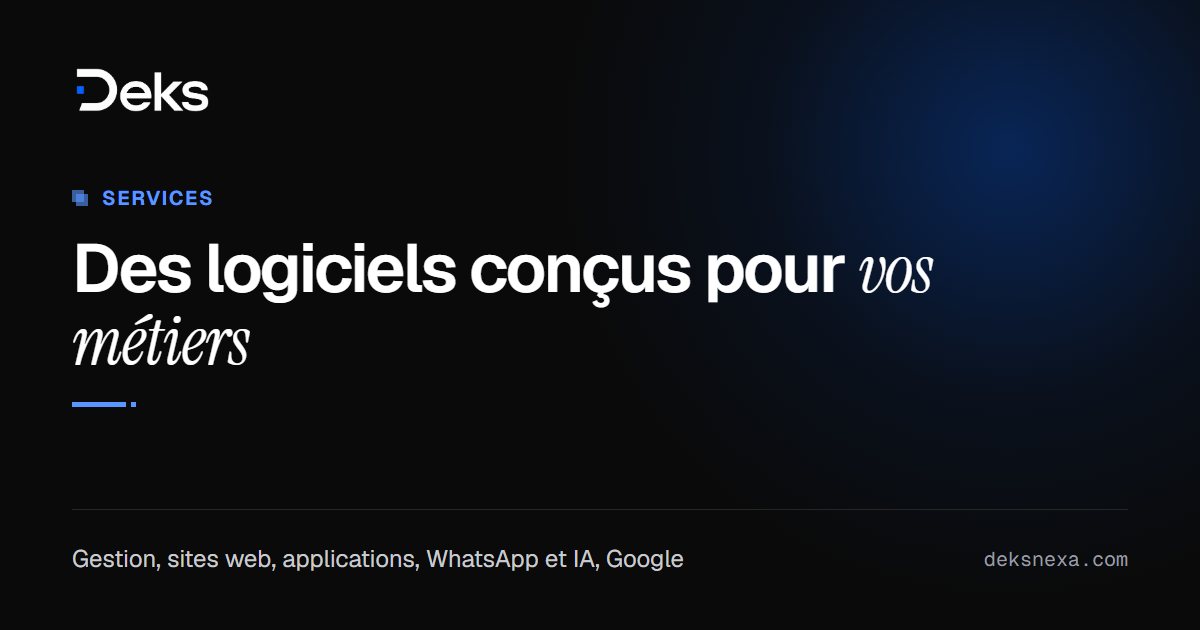 Deks
SERVICES
Des logiciels conçus pour vos
métiers
Gestion, sites web, applications, WhatsApp et IA, Google
deksnexa.com